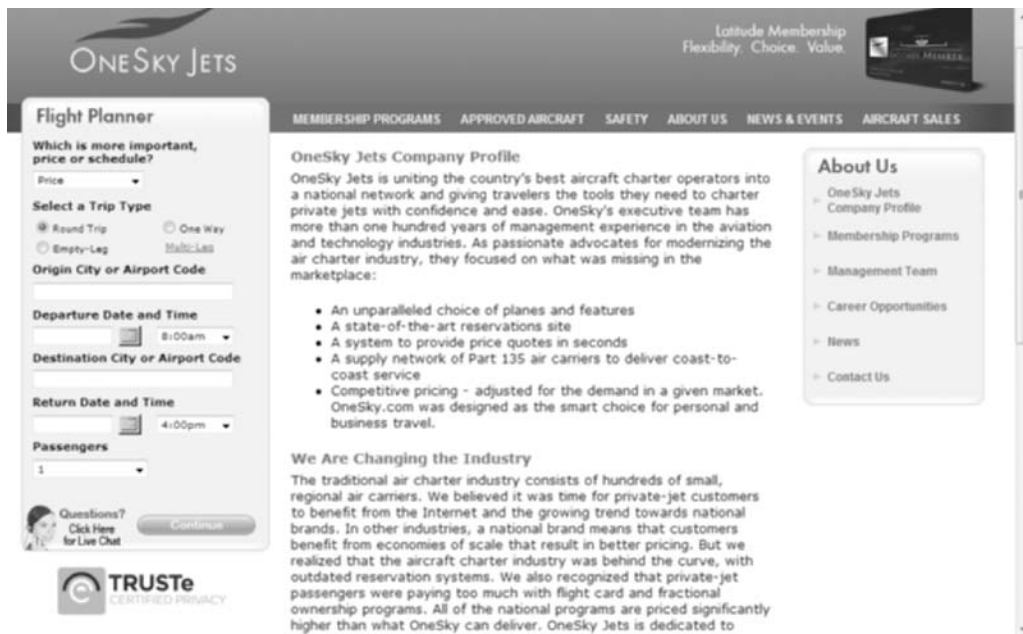 ONESKY JETS
Latitude Membership
Flexibility. Choice. Value.
MEMBERSHIP PROGRAMS APPROVED AIRCRAFT SAFETY ABOUT US NEWS & EVENTS AIRCRAFT SALES
Flight Planner
Which is more important,
price or schedule?
Price
Select a Trip Type
Round Trip One Way
Empty-Leg Multi-Leg
Origin City or Airport Code
Departure Date and Time
8:00am
Destination City or Airport Code
Return Date and Time
4:00pm
Passengers
1
Questions?
Click Here
for Live Chat
Continue
TRUSTe
CERTIFIED PRIVACY
OneSky Jets Company Profile
OneSky Jets is uniting the country's best aircraft charter operators into
a national network and giving travelers the tools they need to charter
private jets with confidence and ease. OneSky's executive team has
more than one hundred years of management experience in the aviation
and technology industries. As passionate advocates for modernizing the
air charter industry, they focused on what was missing in the
marketplace:
• An unparalleled choice of planes and features
• A state-of-the-art reservations site
• A system to provide price quotes in seconds
• A supply network of Part 135 air carriers to deliver coast-to-
coast service
• Competitive pricing - adjusted for the demand in a given market.
OneSky.com was designed as the smart choice for personal and
business travel.
We Are Changing the Industry
The traditional air charter industry consists of hundreds of small,
regional air carriers. We believed it was time for private-jet customers
to benefit from the Internet and the growing trend towards national
brands. In other industries, a national brand means that customers
benefit from economies of scale that result in better pricing. But we
realized that the aircraft charter industry was behind the curve, with
outdated reservation systems. We also recognized that private-jet
passengers were paying too much with flight card and fractional
ownership programs. All of the national programs are priced significantly
higher than what OneSky can deliver. OneSky Jets is dedicated to
About Us
OneSky Jets
Company Profile
Membership Programs
Management Team
Career Opportunities
News
Contact Us